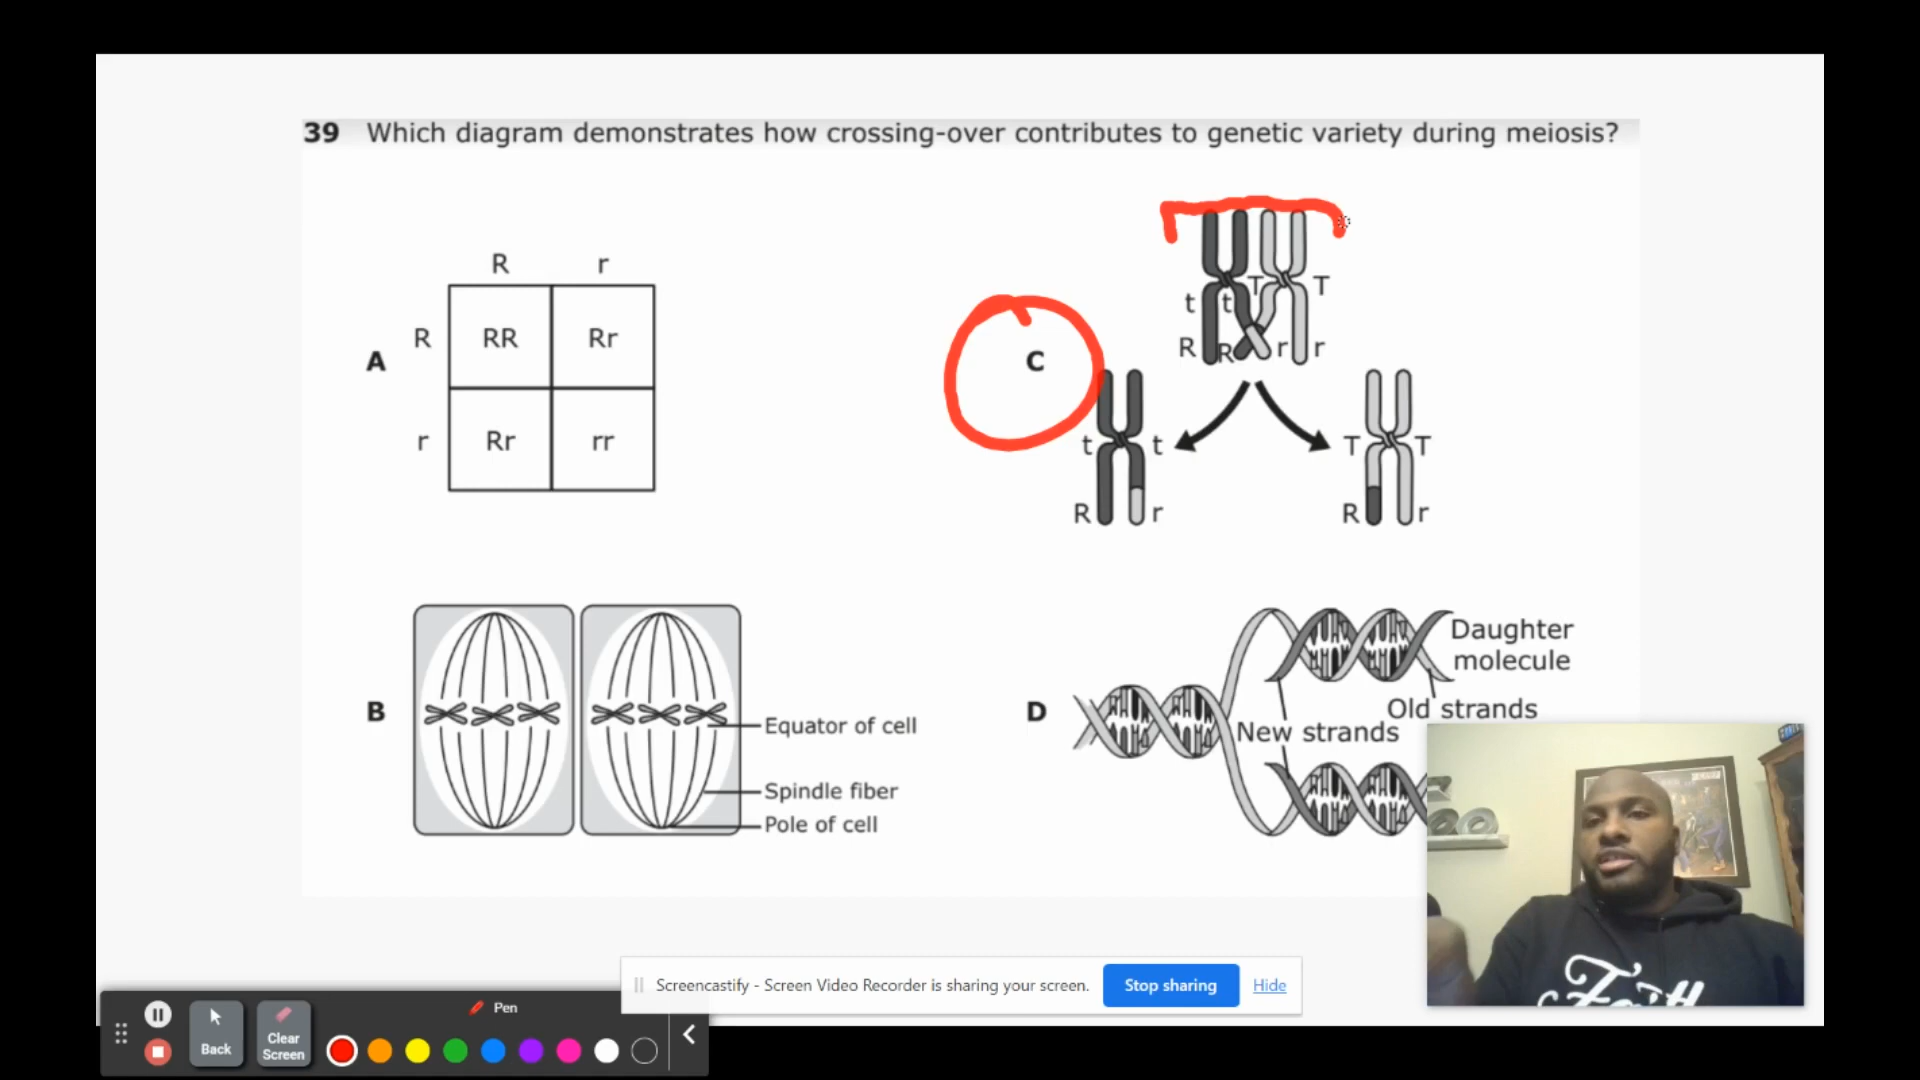 39 Which diagram demonstrates how crossing-over contributes to genetic variety during meiosis?
R r
R RR Rr
A
r Rr rr
C
T T
t t
R R r r
t t
R r
T T
R r
B
Equator of cell
Spindle fiber
Pole of cell
D
Daughter
molecule
Old strands
New strands
Screencastify - Screen Video Recorder is sharing your screen.
Stop sharing
Hide
Pen
Back
Clear
Screen